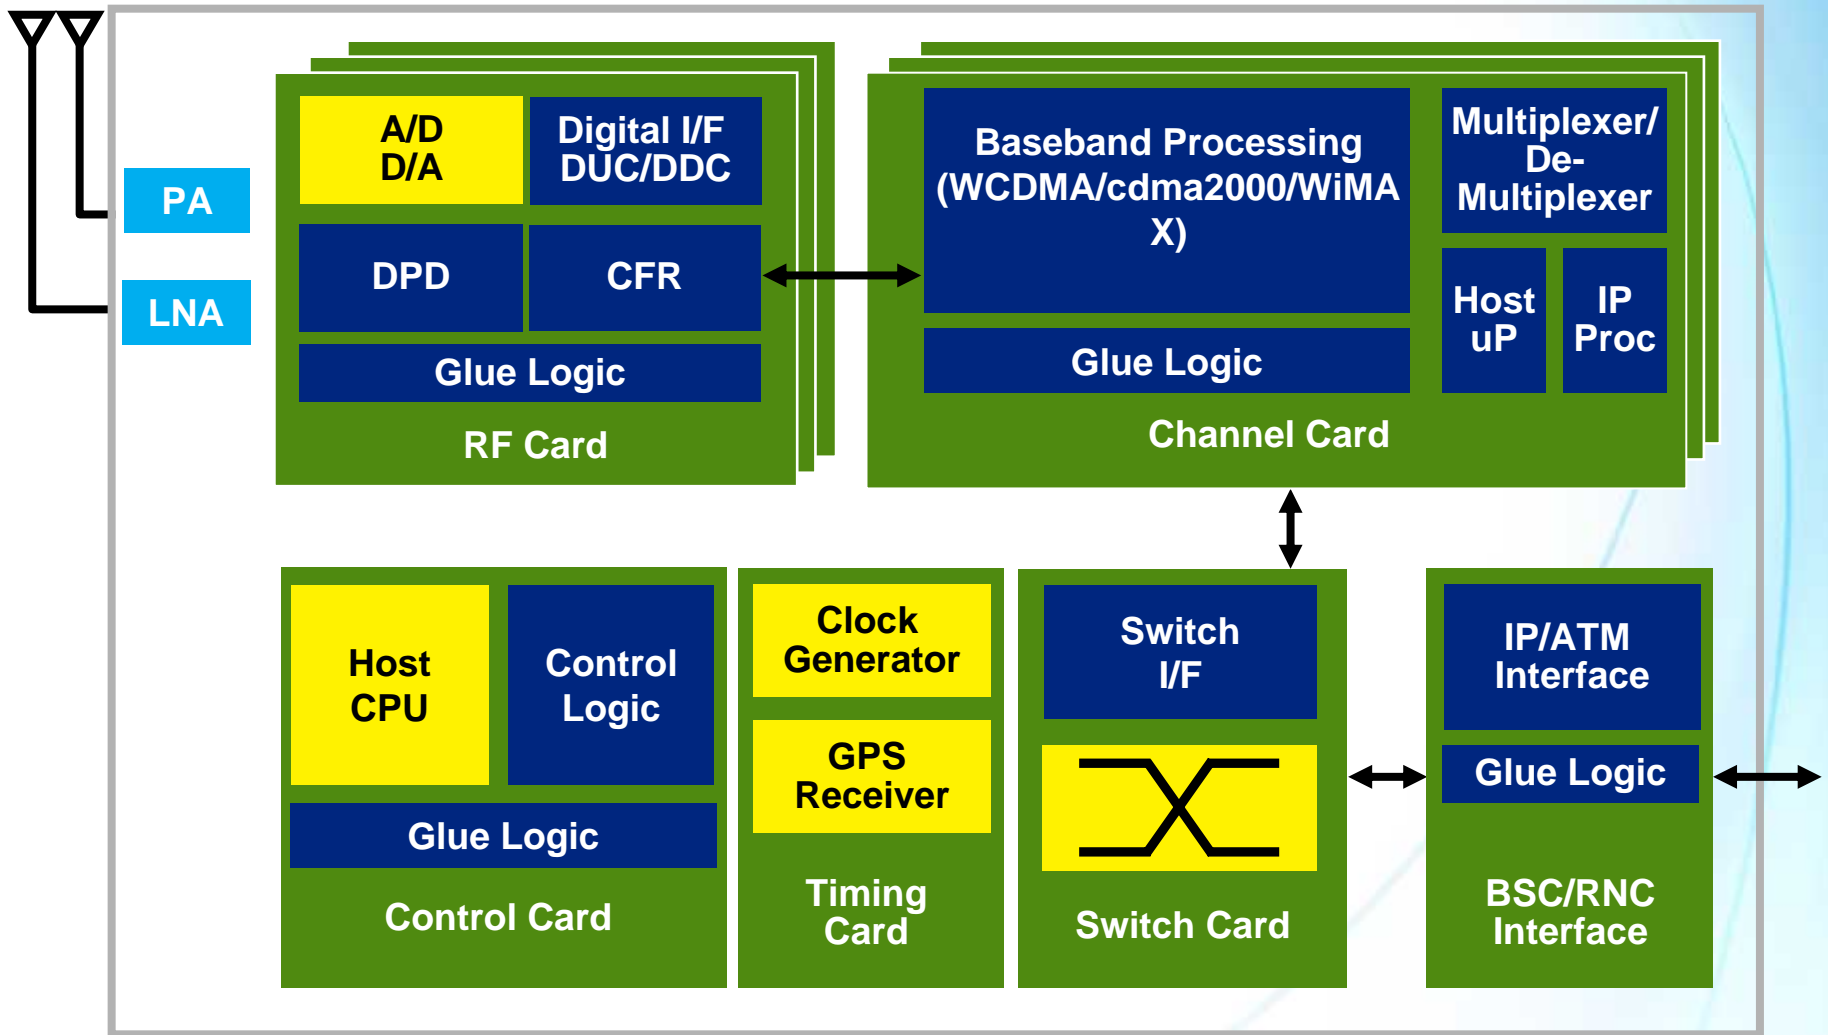 PA
LNA
A/D
D/A
Digital I/F
DUC/DDC
DPD
CFR
Glue Logic
RF Card
Baseband Processing
(WCDMA/cdma2000/WiMA
X)
Glue Logic
Multiplexer/
De-
Multiplexer
Host
uP
IP
Proc
Channel Card
Host
CPU
Control
Logic
Glue Logic
Control Card
Clock
Generator
GPS
Receiver
Timing
Card
Switch
I/F
Switch Card
IP/ATM
Interface
Glue Logic
BSC/RNC
Interface